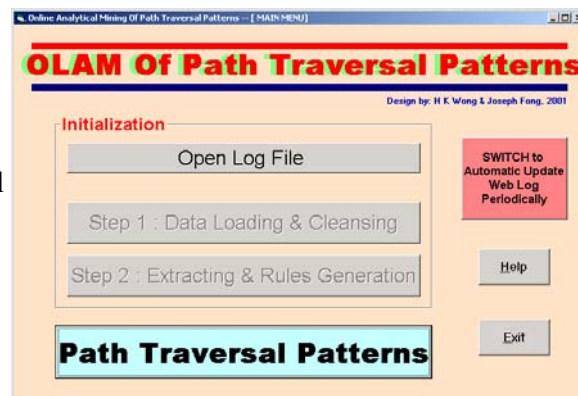 Online Analytical Mining Of Path Traversal Patterns -- [ MAIN MENU]
OLAM Of Path Traversal Patterns
Design by: H K Wong & Joseph Fong, 2001
Initialization
Open Log File
Step 1 : Data Loading & Cleansing
Step 2 : Extracting & Rules Generation
Path Traversal Patterns
SWITCH to
Automatic Update
Web Log
Periodically
Help
Exit